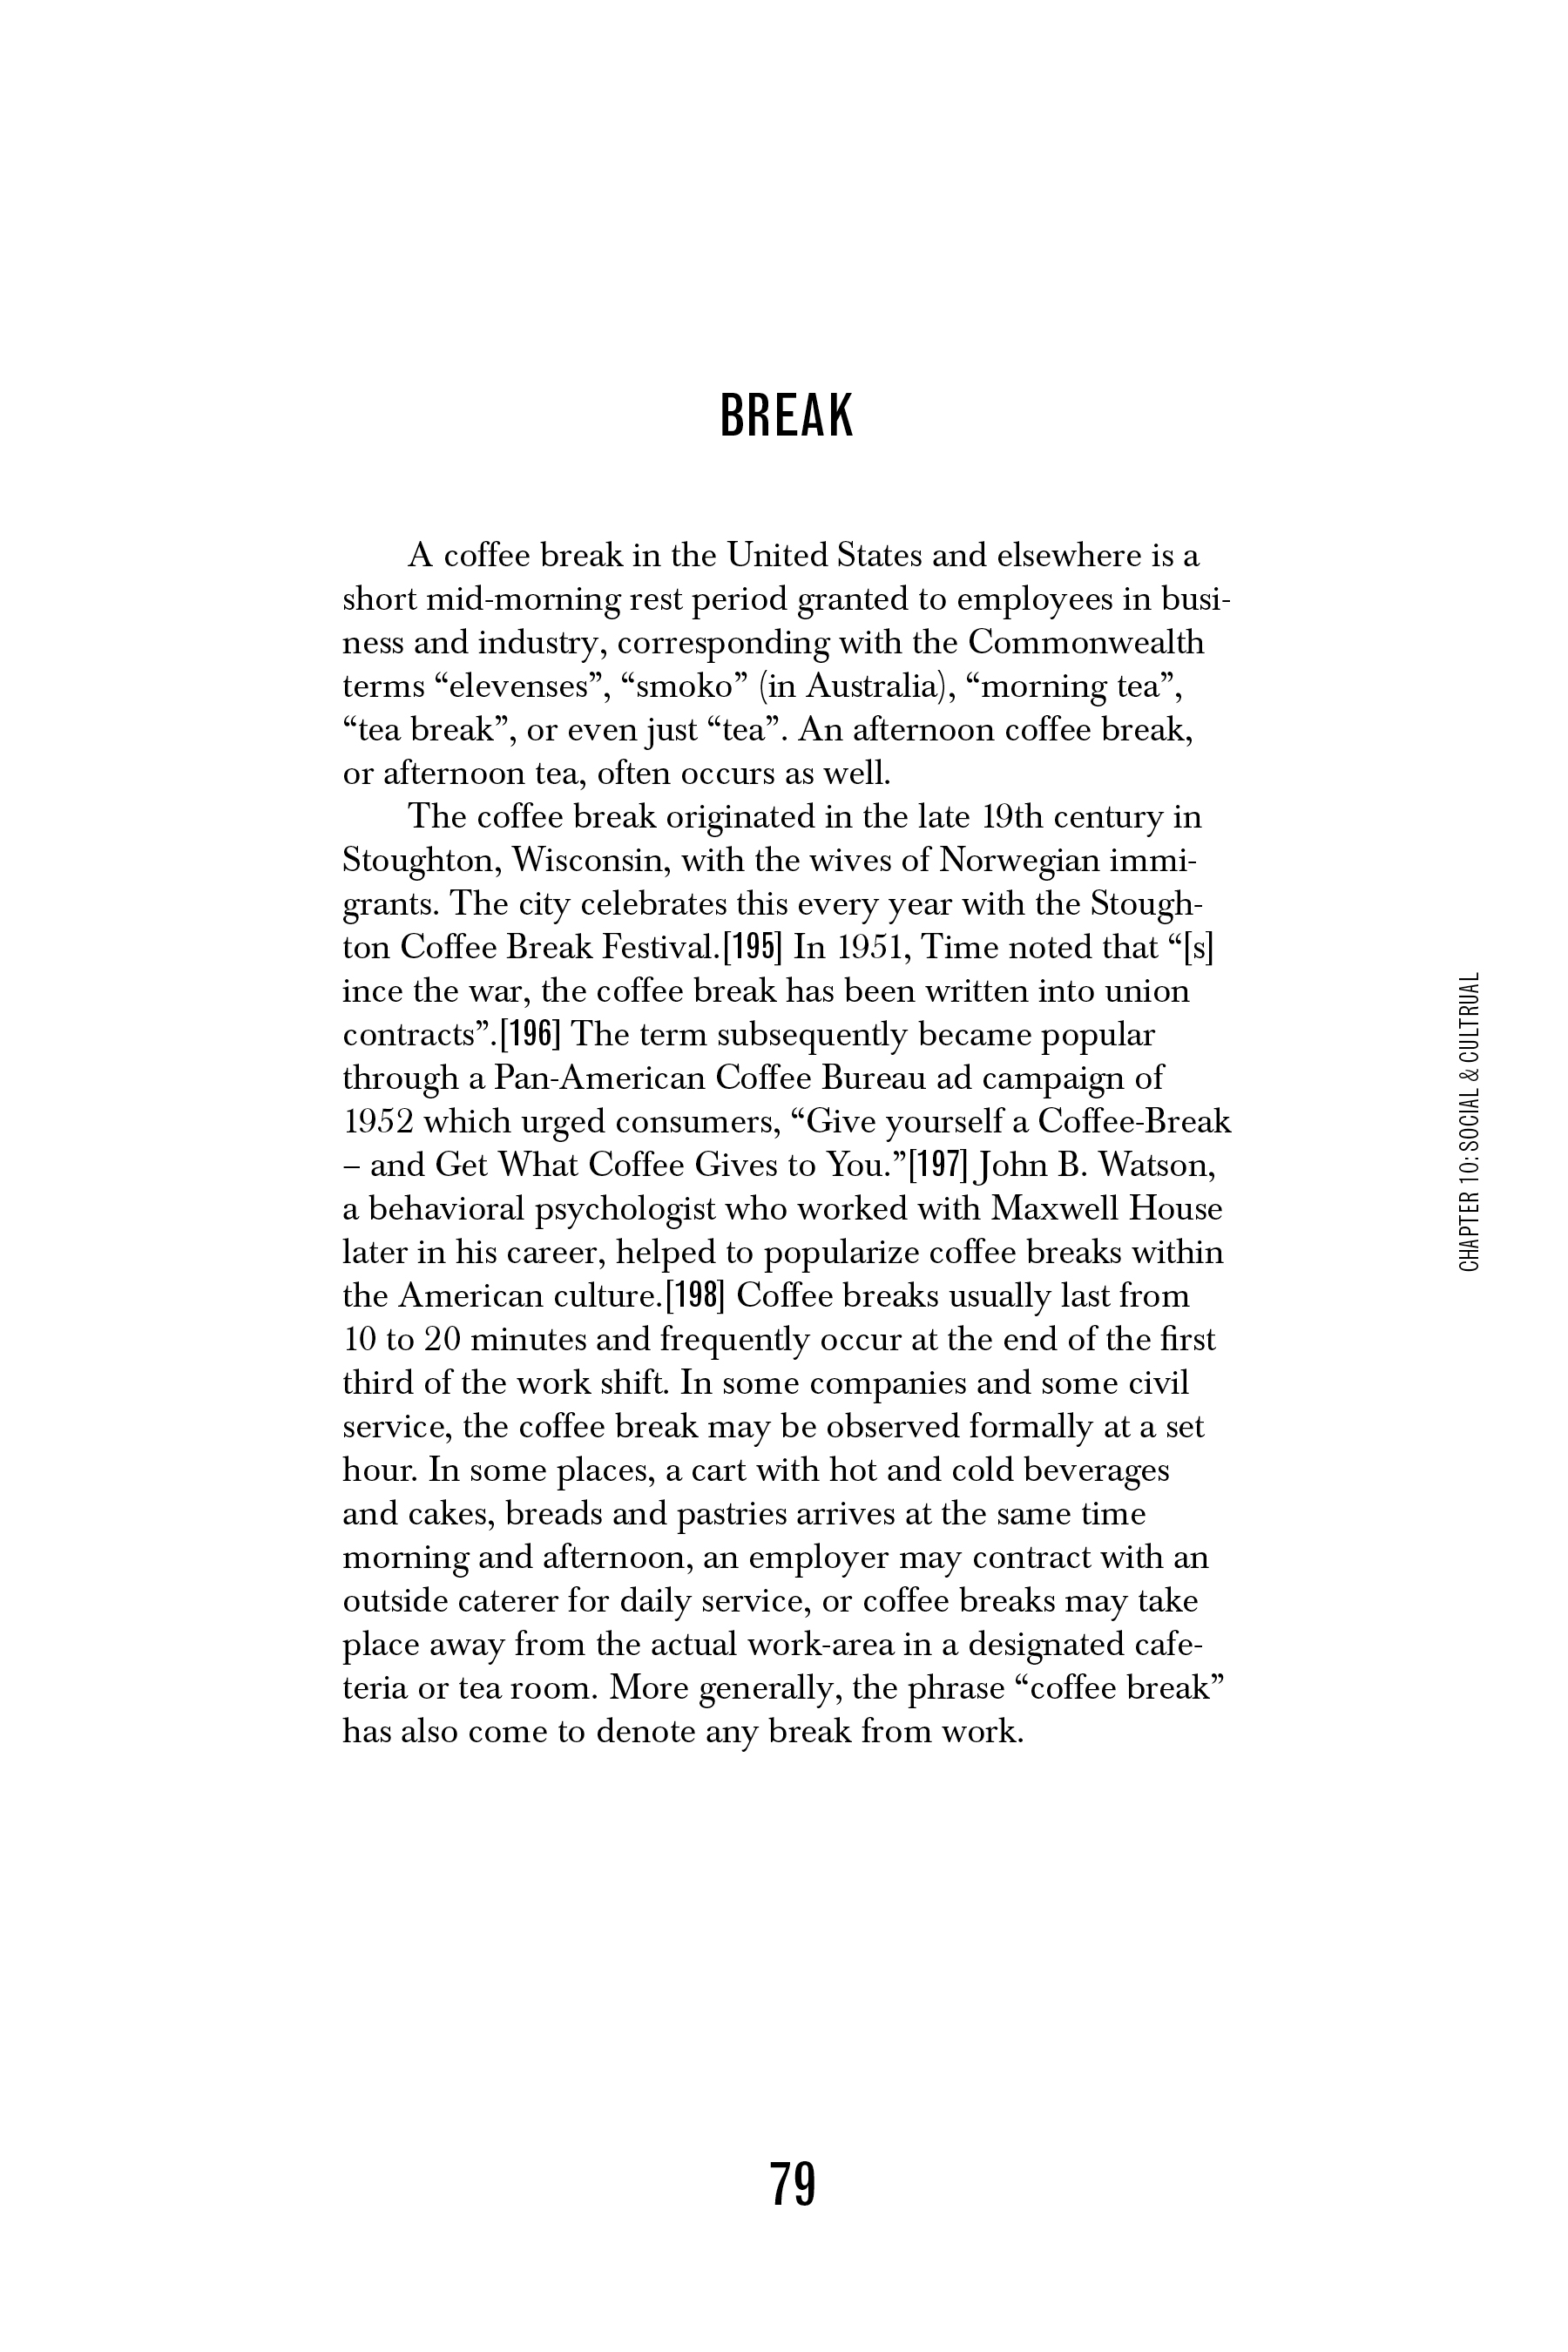 BREAK
A coffee break in the United States and elsewhere is a
short mid-morning rest period granted to employees in busi-
ness and industry, corresponding with the Commonwealth
terms “elevenses”, “smoko” (in Australia), “morning tea”,
“tea break”, or even just “tea”. An afternoon coffee break,
or afternoon tea, often occurs as well.
The coffee break originated in the late 19th century in
Stoughton, Wisconsin, with the wives of Norwegian immi-
grants. The city celebrates this every year with the Stough-
ton Coffee Break Festival.[195] In 1951, Time noted that “[s]
ince the war, the coffee break has been written into union
contracts”.[196] The term subsequently became popular
through a Pan-American Coffee Bureau ad campaign of
1952 which urged consumers, “Give yourself a Coffee-Break
– and Get What Coffee Gives to You.”[197] John B. Watson,
a behavioral psychologist who worked with Maxwell House
later in his career, helped to popularize coffee breaks within
the American culture.[198] Coffee breaks usually last from
10 to 20 minutes and frequently occur at the end of the first
third of the work shift. In some companies and some civil
service, the coffee break may be observed formally at a set
hour. In some places, a cart with hot and cold beverages
and cakes, breads and pastries arrives at the same time
morning and afternoon, an employer may contract with an
outside caterer for daily service, or coffee breaks may take
place away from the actual work-area in a designated cafe-
teria or tea room. More generally, the phrase “coffee break”
has also come to denote any break from work.
CHAPTER 10: SOCIAL & CULTRUAL
79